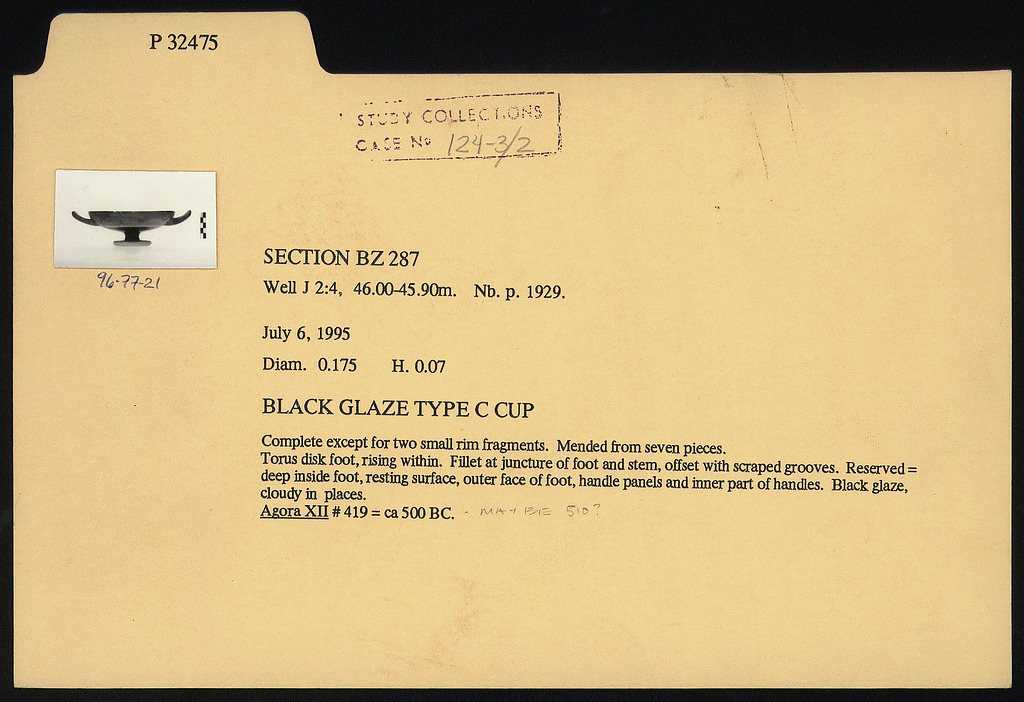 P 32475
STUDY COLLECTIONS
CASE No 124-3/2
96-77-21
SECTION BZ 287
Well J 2:4, 46.00-45.90m. Nb. p. 1929.
July 6, 1995
Diam. 0.175 H. 0.07
BLACK GLAZE TYPE C CUP
Complete except for two small rim fragments. Mended from seven pieces.
Torus disk foot, rising within. Fillet at juncture of foot and stem, offset with scraped grooves. Reserved =
deep inside foot, resting surface, outer face of foot, handle panels and inner part of handles. Black glaze,
cloudy in places.
Agora XII # 419 = ca 500 BC. - MAYBE 510?